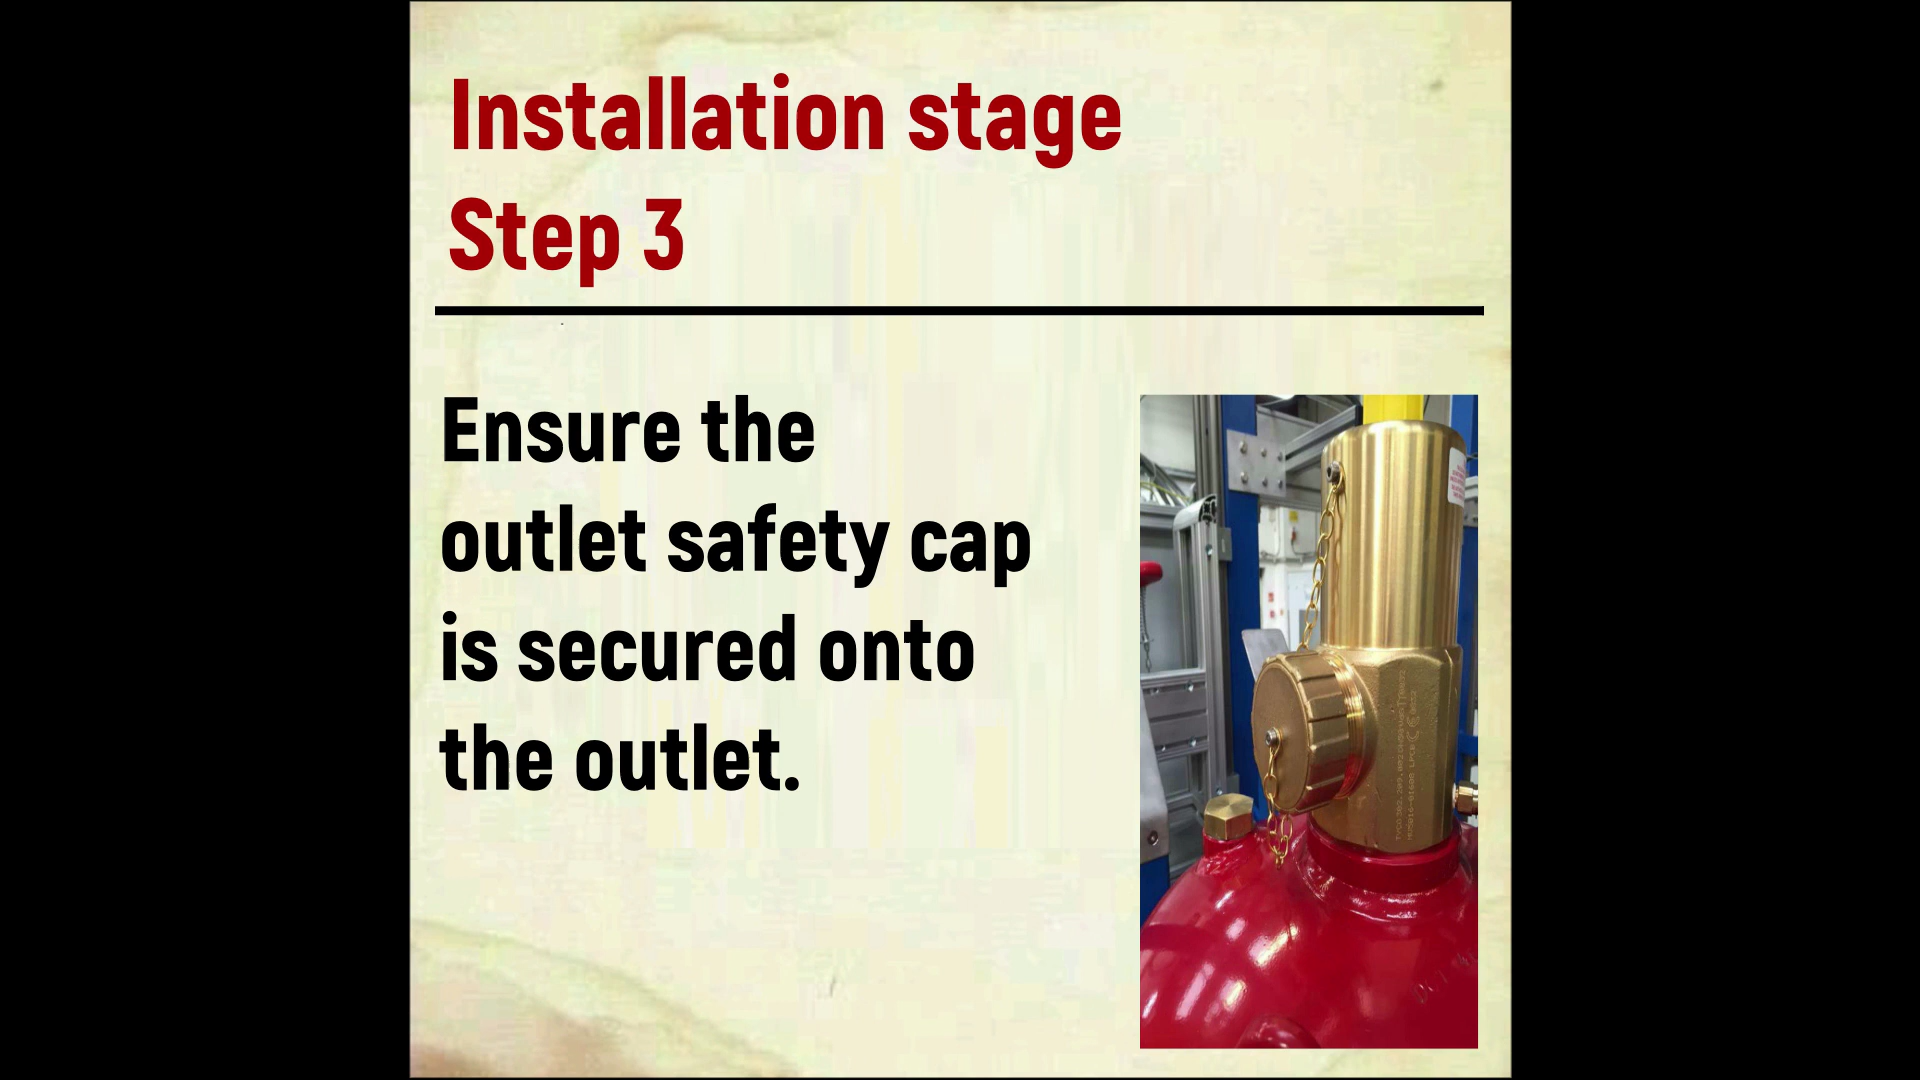 Installation stage
Step 3
Ensure the
outlet safety cap
is secured onto
the outlet.